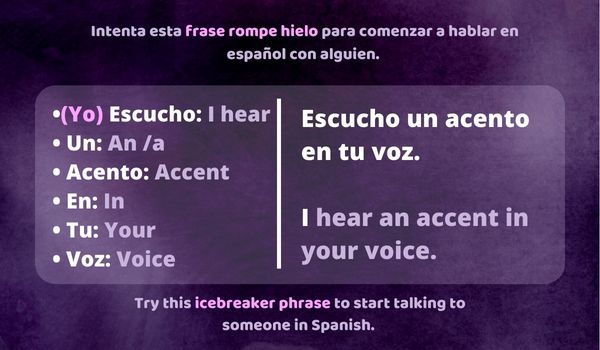 Intenta esta frase rompe hielo para comenzar a hablar en
español con alguien.
•(Yo) Escucho: I hear
• Un: An /a
• Acento: Accent
• En: In
• Tu: Your
• Voz: Voice
Escucho un acento
en tu voz.
I hear an accent in
your voice.
Try this icebreaker phrase to start talking to
someone in Spanish.